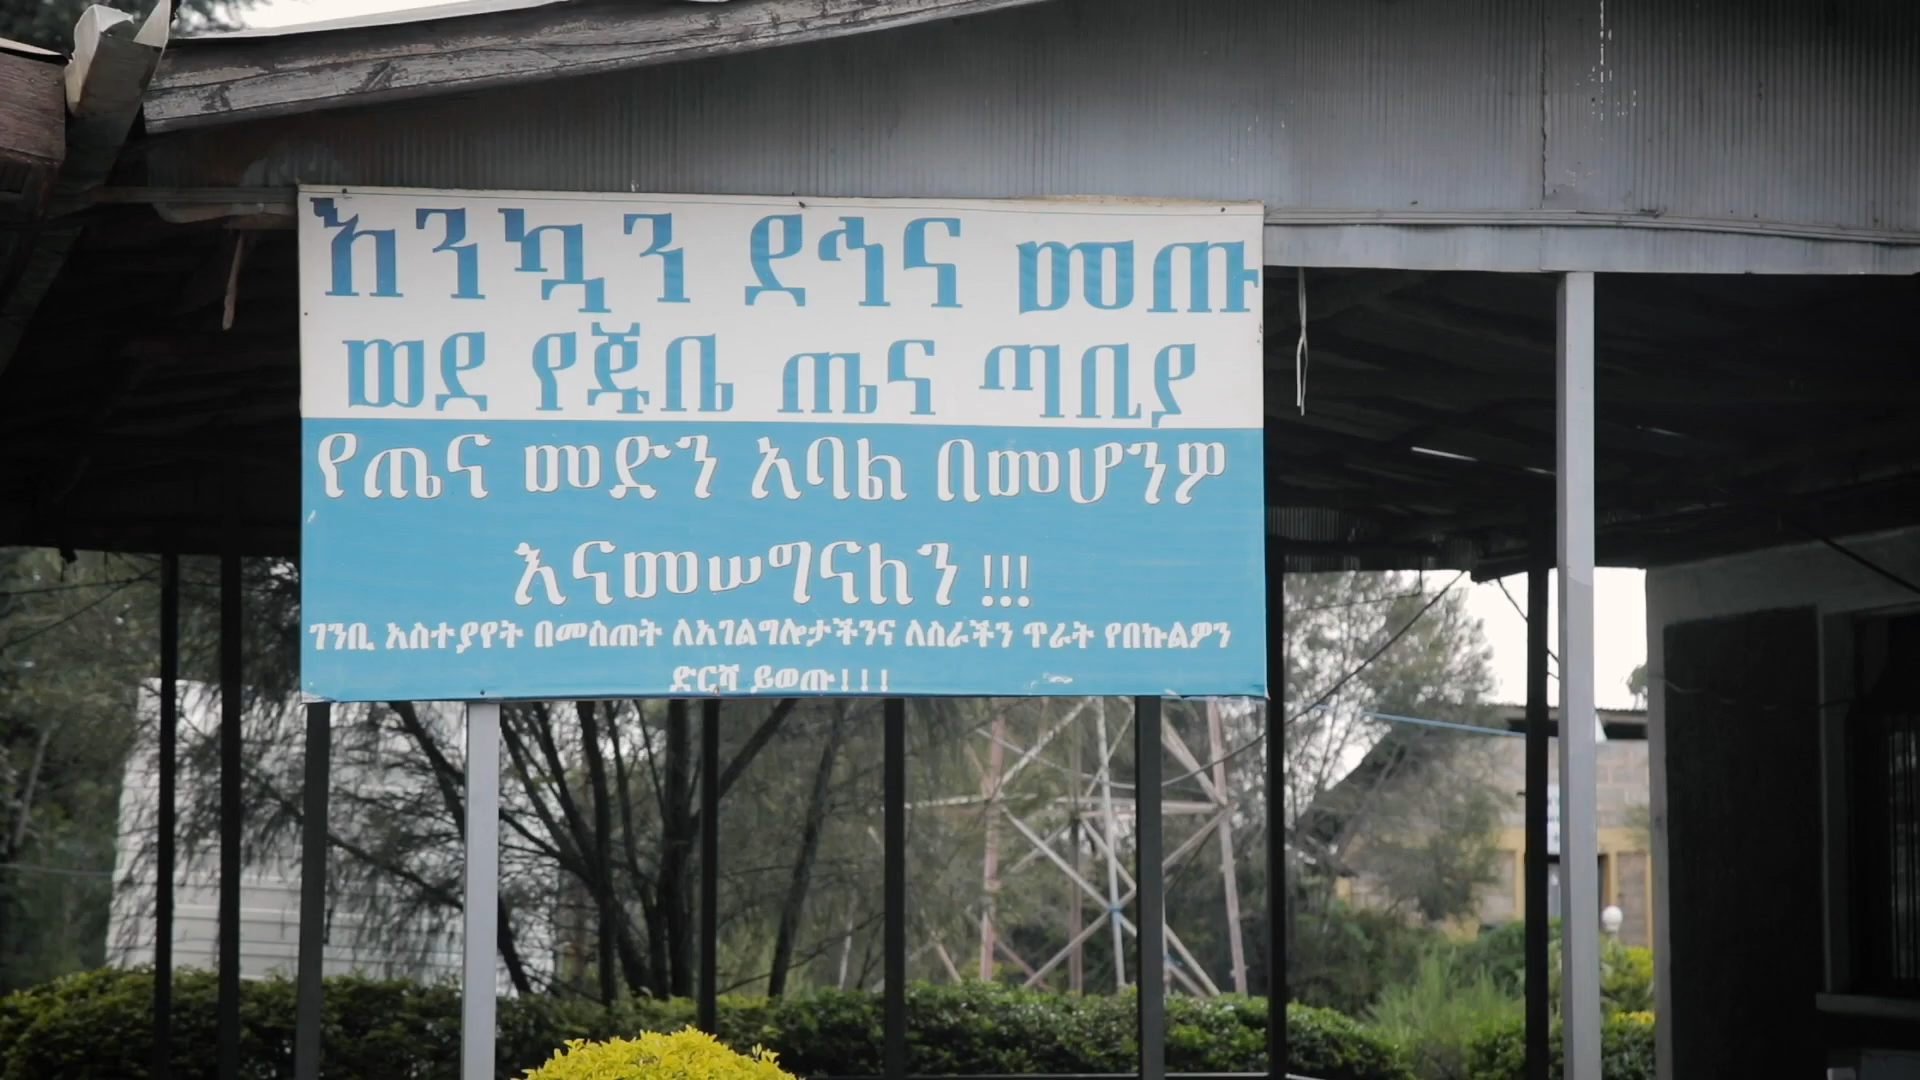 እንኳን ደኅና መጡ
ወደ የጁቤ ጤና ጣቢያ
የጤና መድን አባል በመሆንዎ
እናመሠግናለን !!!
ገንቢ አስተያየት በመስጠት ለአገልግሎታችንና ለስራችን ጥራት የበኩልዎን
ድርሻ ይወጡ!!!